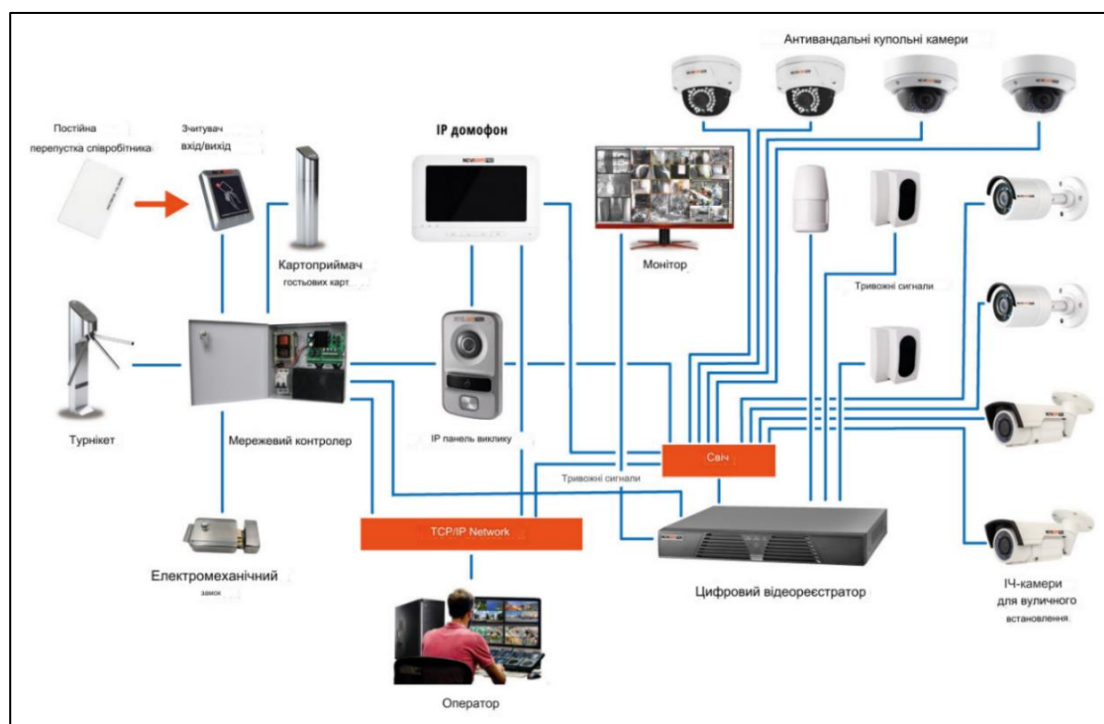 Антивандальні купольні камери
Постійна
перепустка співробітника
Зчитувач
вхід/вихід
IP домофон
Картоприймач
гостьових карт
Монітор
Тривожні сигнали
Турнікет
Мережевий контролер
IP панель виклику
Свіч
Тривожні сигнали
TCP/IP Network
Електромеханічний
замок
Цифровий відеореєстратор
ІЧ-камери
для вуличного
встановлення
Оператор